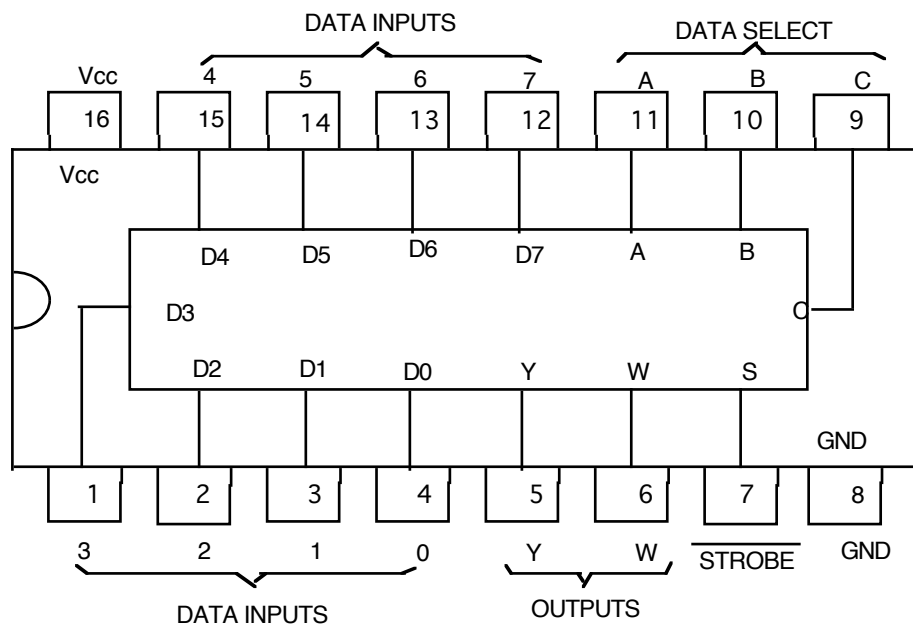 DATA INPUTS DATA SELECT
Vcc 4 5 6 7 A B C
16 15 14 13 12 11 10 9
Vcc
D4 D5 D6 D7 A B
D3 C
D2 D1 D0 Y W S
GND
1 2 3 4 5 6 7 8
3 2 1 0 Y W STROBE GND
DATA INPUTS OUTPUTS